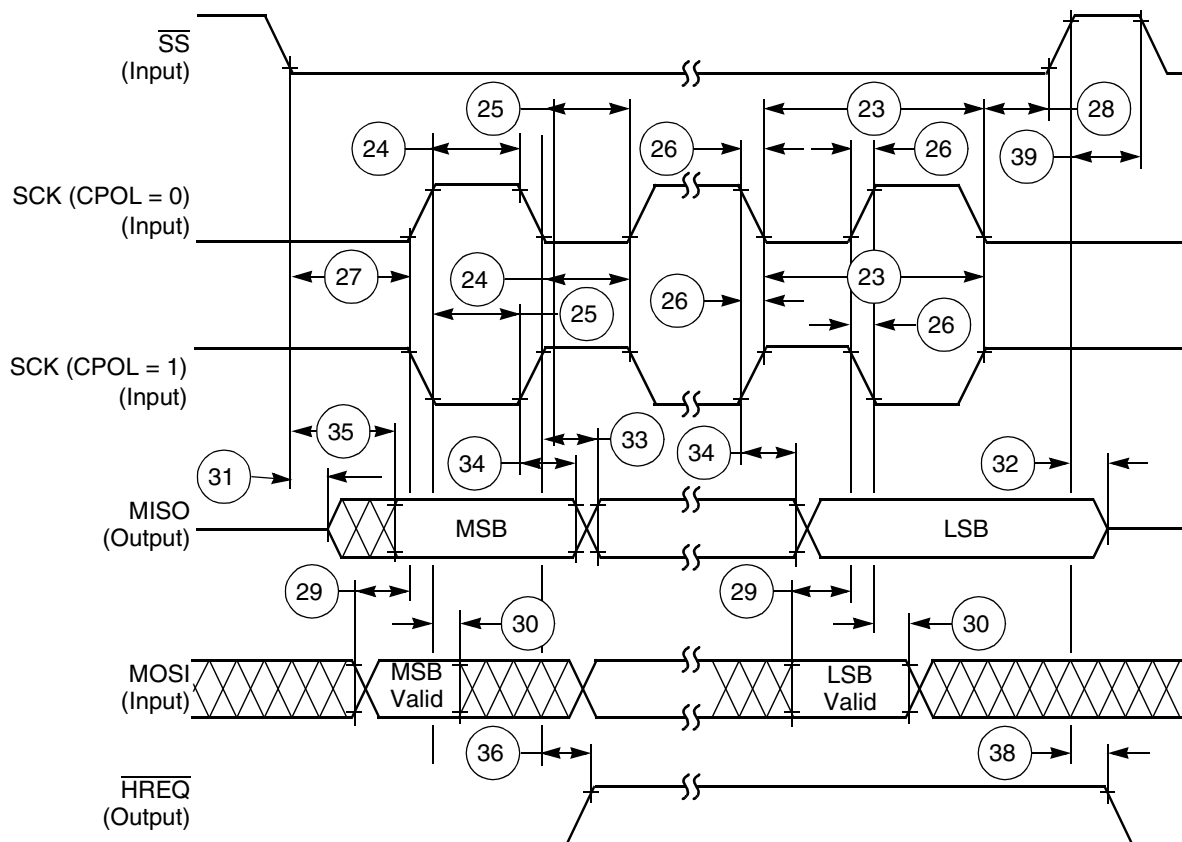 SS
(Input)
25
23
28
24
26
26
39
SCK (CPOL = 0)
(Input)
27
24
23
26
25
26
SCK (CPOL = 1)
(Input)
35
33
34
34
31
32
MISO
(Output)
MSB
LSB
29
29
30
30
MOSI
(Input)
MSB
Valid
LSB
Valid
36
38
HREQ
(Output)